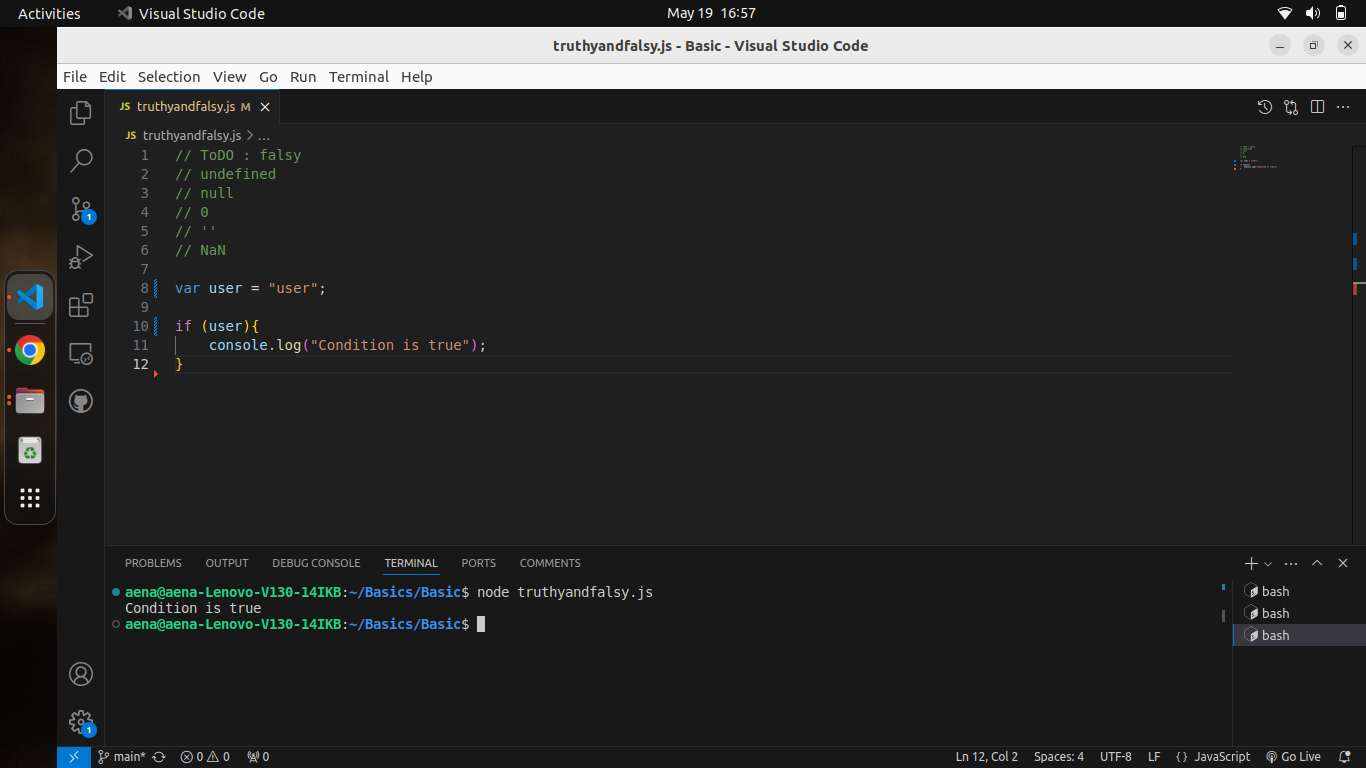 Activities Visual Studio Code May 19 16:57
truthyandfalsy.js - Basic - Visual Studio Code
File Edit Selection View Go Run Terminal Help
JS truthyandfalsy.js M
JS truthyandfalsy.js > ...
1 // ToDO : falsy
2 // undefined
3 // null
4 // 0
5 // ''
6 // NaN
7
8 var user = "user";
9
10 if (user){
11 console.log("Condition is true");
12 }
1
PROBLEMS OUTPUT DEBUG CONSOLE TERMINAL PORTS COMMENTS
aena@aena-Lenovo-V130-14IKB:~/Basics/Basic$ node truthyandfalsy.js
Condition is true
aena@aena-Lenovo-V130-14IKB:~/Basics/Basic$
bash
bash
bash
1
main* 0 0 0 Ln 12, Col 2 Spaces: 4 UTF-8 LF {} JavaScript Go Live